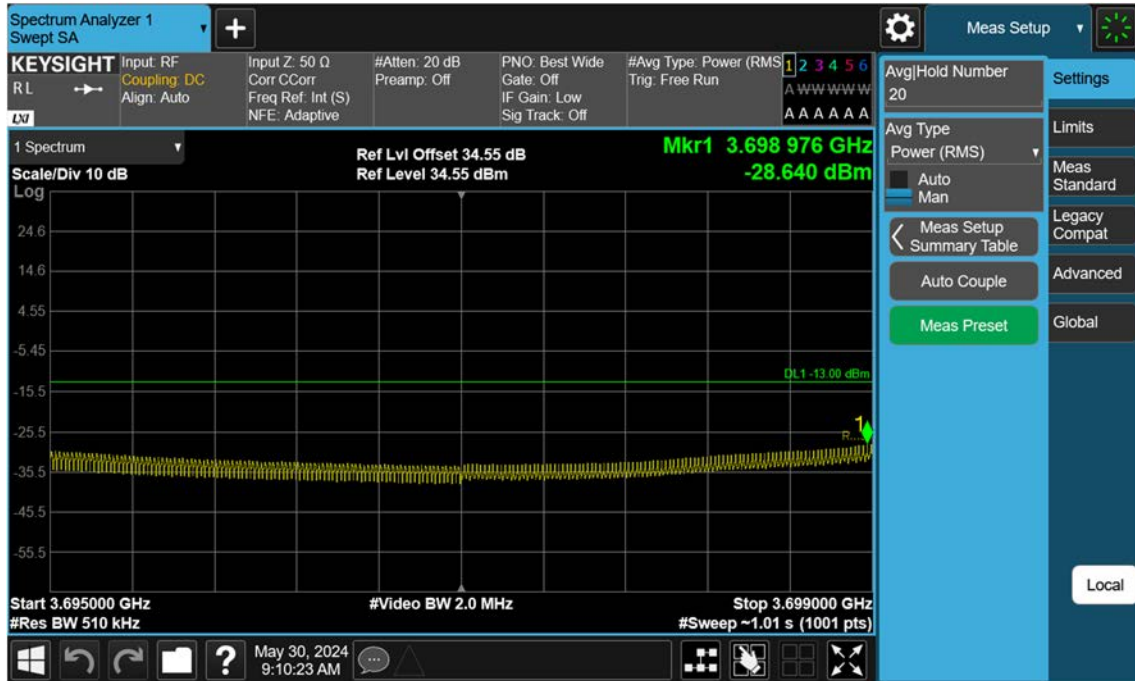 Spectrum Analyzer 1
Swept SA
Meas Setup
KEYSIGHT
R L
LXI
Input: RF
Coupling: DC
Align: Auto
Input Z: 50 Ω
Corr CCorr
Freq Ref: Int (S)
NFE: Adaptive
#Atten: 20 dB
Preamp: Off
PNO: Best Wide
Gate: Off
IF Gain: Low
Sig Track: Off
#Avg Type: Power (RMS
Trig: Free Run
1 2 3 4 5 6
A W W W W W
A A A A A A
1 Spectrum
Scale/Div 10 dB
Log
Ref Lvl Offset 34.55 dB
Ref Level 34.55 dBm
Mkr1 3.698 976 GHz
-28.640 dBm
24.6
14.6
4.55
-5.45
-15.5
-25.5
-35.5
-45.5
-55.5
DL1 -13.00 dBm
1
R...
Start 3.695000 GHz
#Res BW 510 kHz
#Video BW 2.0 MHz
Stop 3.699000 GHz
#Sweep ~1.01 s (1001 pts)
May 30, 2024
9:10:23 AM
?
Avg|Hold Number
20
Avg Type
Power (RMS)
Auto
Man
Meas Setup
Summary Table
Auto Couple
Meas Preset
Settings
Limits
Meas
Standard
Legacy
Compat
Advanced
Global
Local